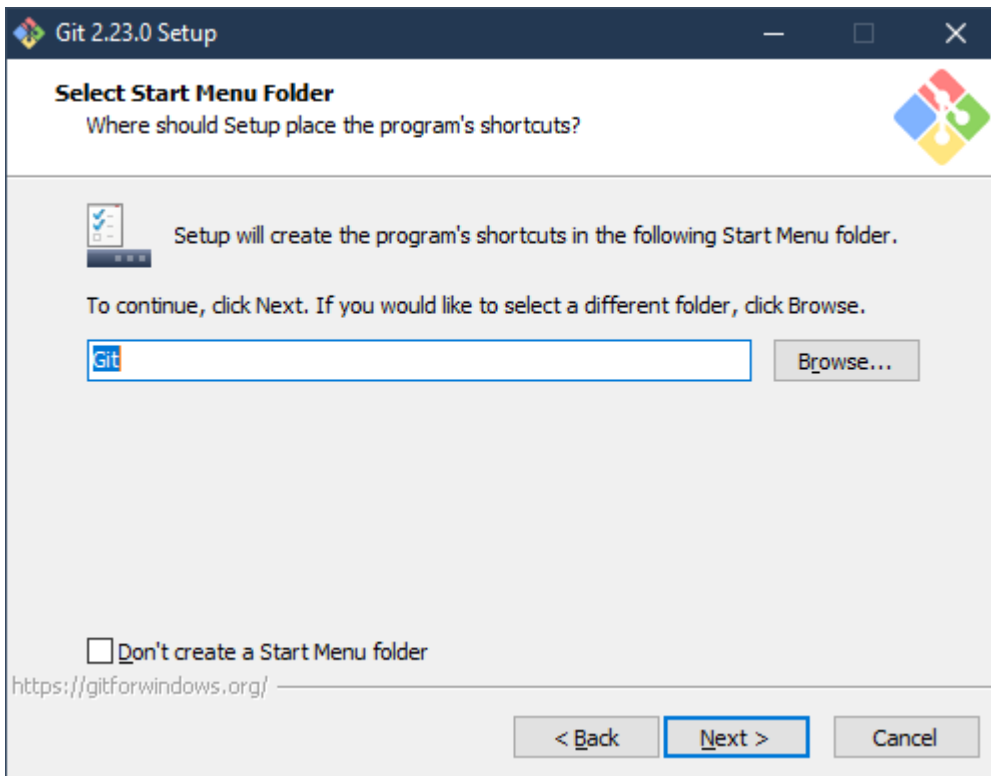 Git 2.23.0 Setup
Select Start Menu Folder
Where should Setup place the program's shortcuts?
Setup will create the program's shortcuts in the following Start Menu folder.
To continue, click Next. If you would like to select a different folder, click Browse.
Git
Browse...
Don't create a Start Menu folder
https://gitforwindows.org/
< Back
Next >
Cancel